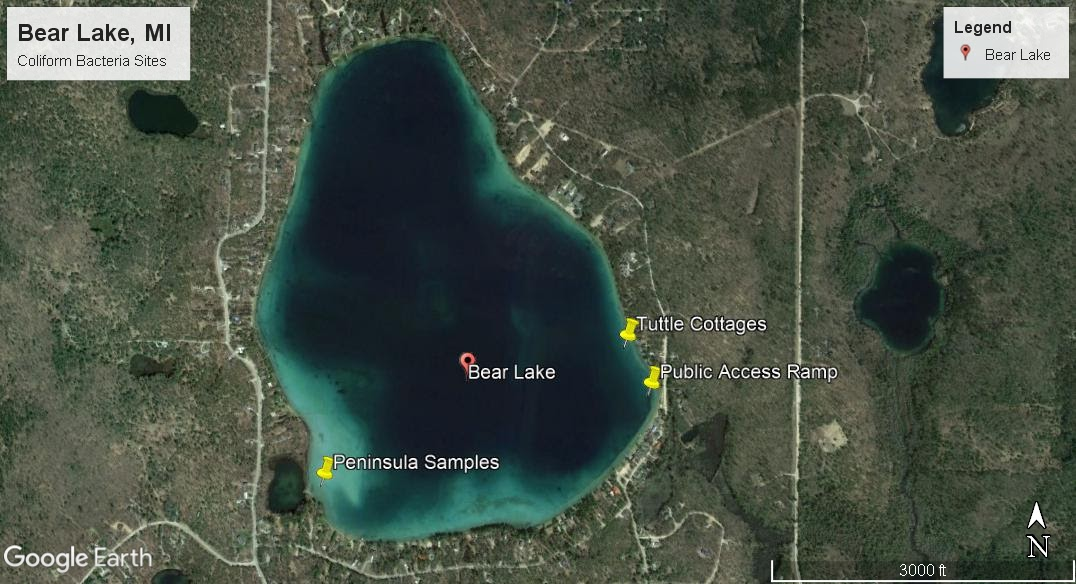 Bear Lake, MI
Coliform Bacteria Sites
Legend
Bear Lake
Tuttle Cottages
Public Access Ramp
Bear Lake
Peninsula Samples
Google Earth
N
3000 ft